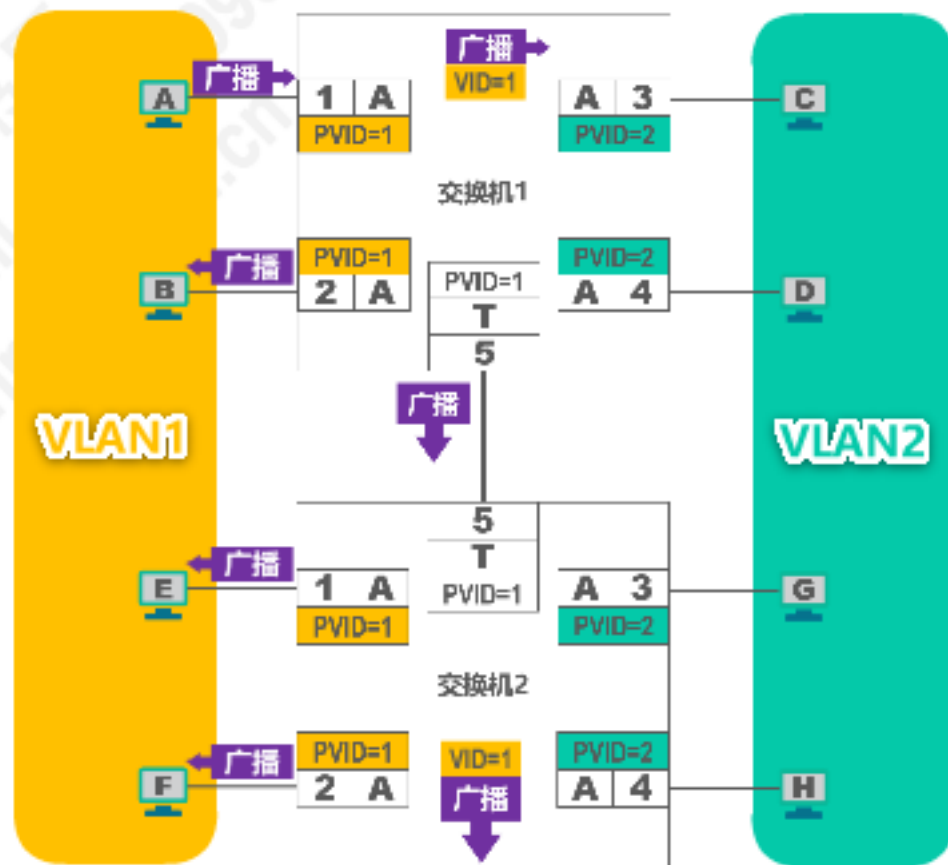 广播
VID=1
A
广播
1 A
PVID=1
A 3
PVID=2
C
交换机1
B
广播
PVID=1
2 A
PVID=1
T
5
PVID=2
A 4
D
广播
VLAN1
VLAN2
5
T
PVID=1
E
广播
1 A
PVID=1
A 3
PVID=2
G
交换机2
F
广播
PVID=1
2 A
VID=1
广播
PVID=2
A 4
H